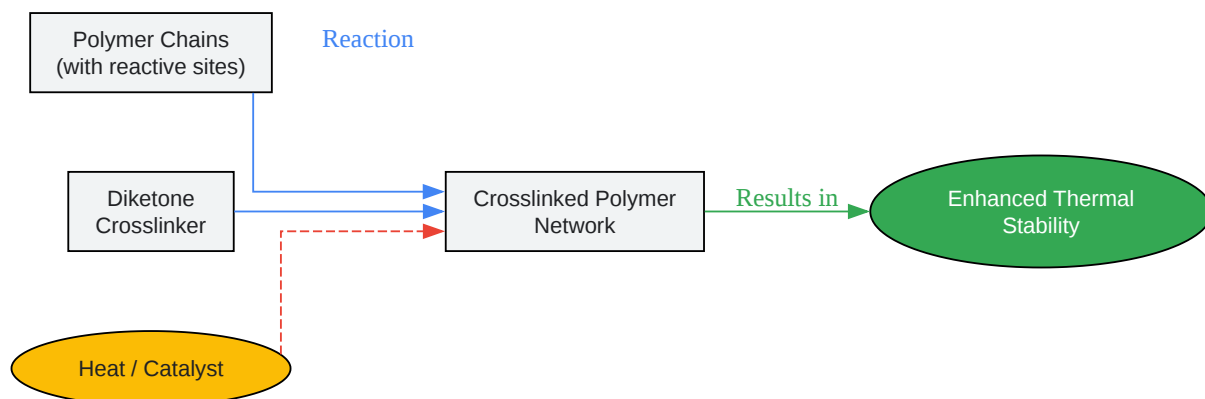 Polymer Chains
(with reactive sites)
Reaction
Diketone
Crosslinker
Crosslinked Polymer
Network
Results in
Enhanced Thermal
Stability
Heat / Catalyst